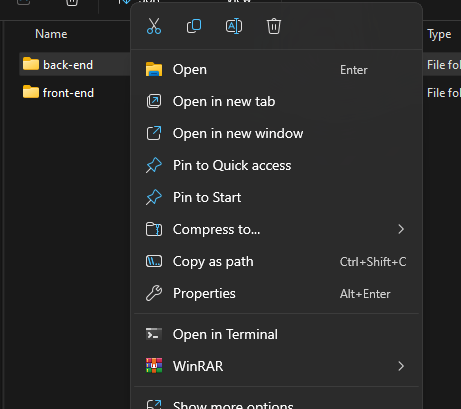 Name
Type
back-end
File fo
front-end
File fo
Open Enter
Open in new tab
Open in new window
Pin to Quick access
Pin to Start
Compress to...
Copy as path Ctrl+Shift+C
Properties Alt+Enter
Open in Terminal
WinRAR
Show more options